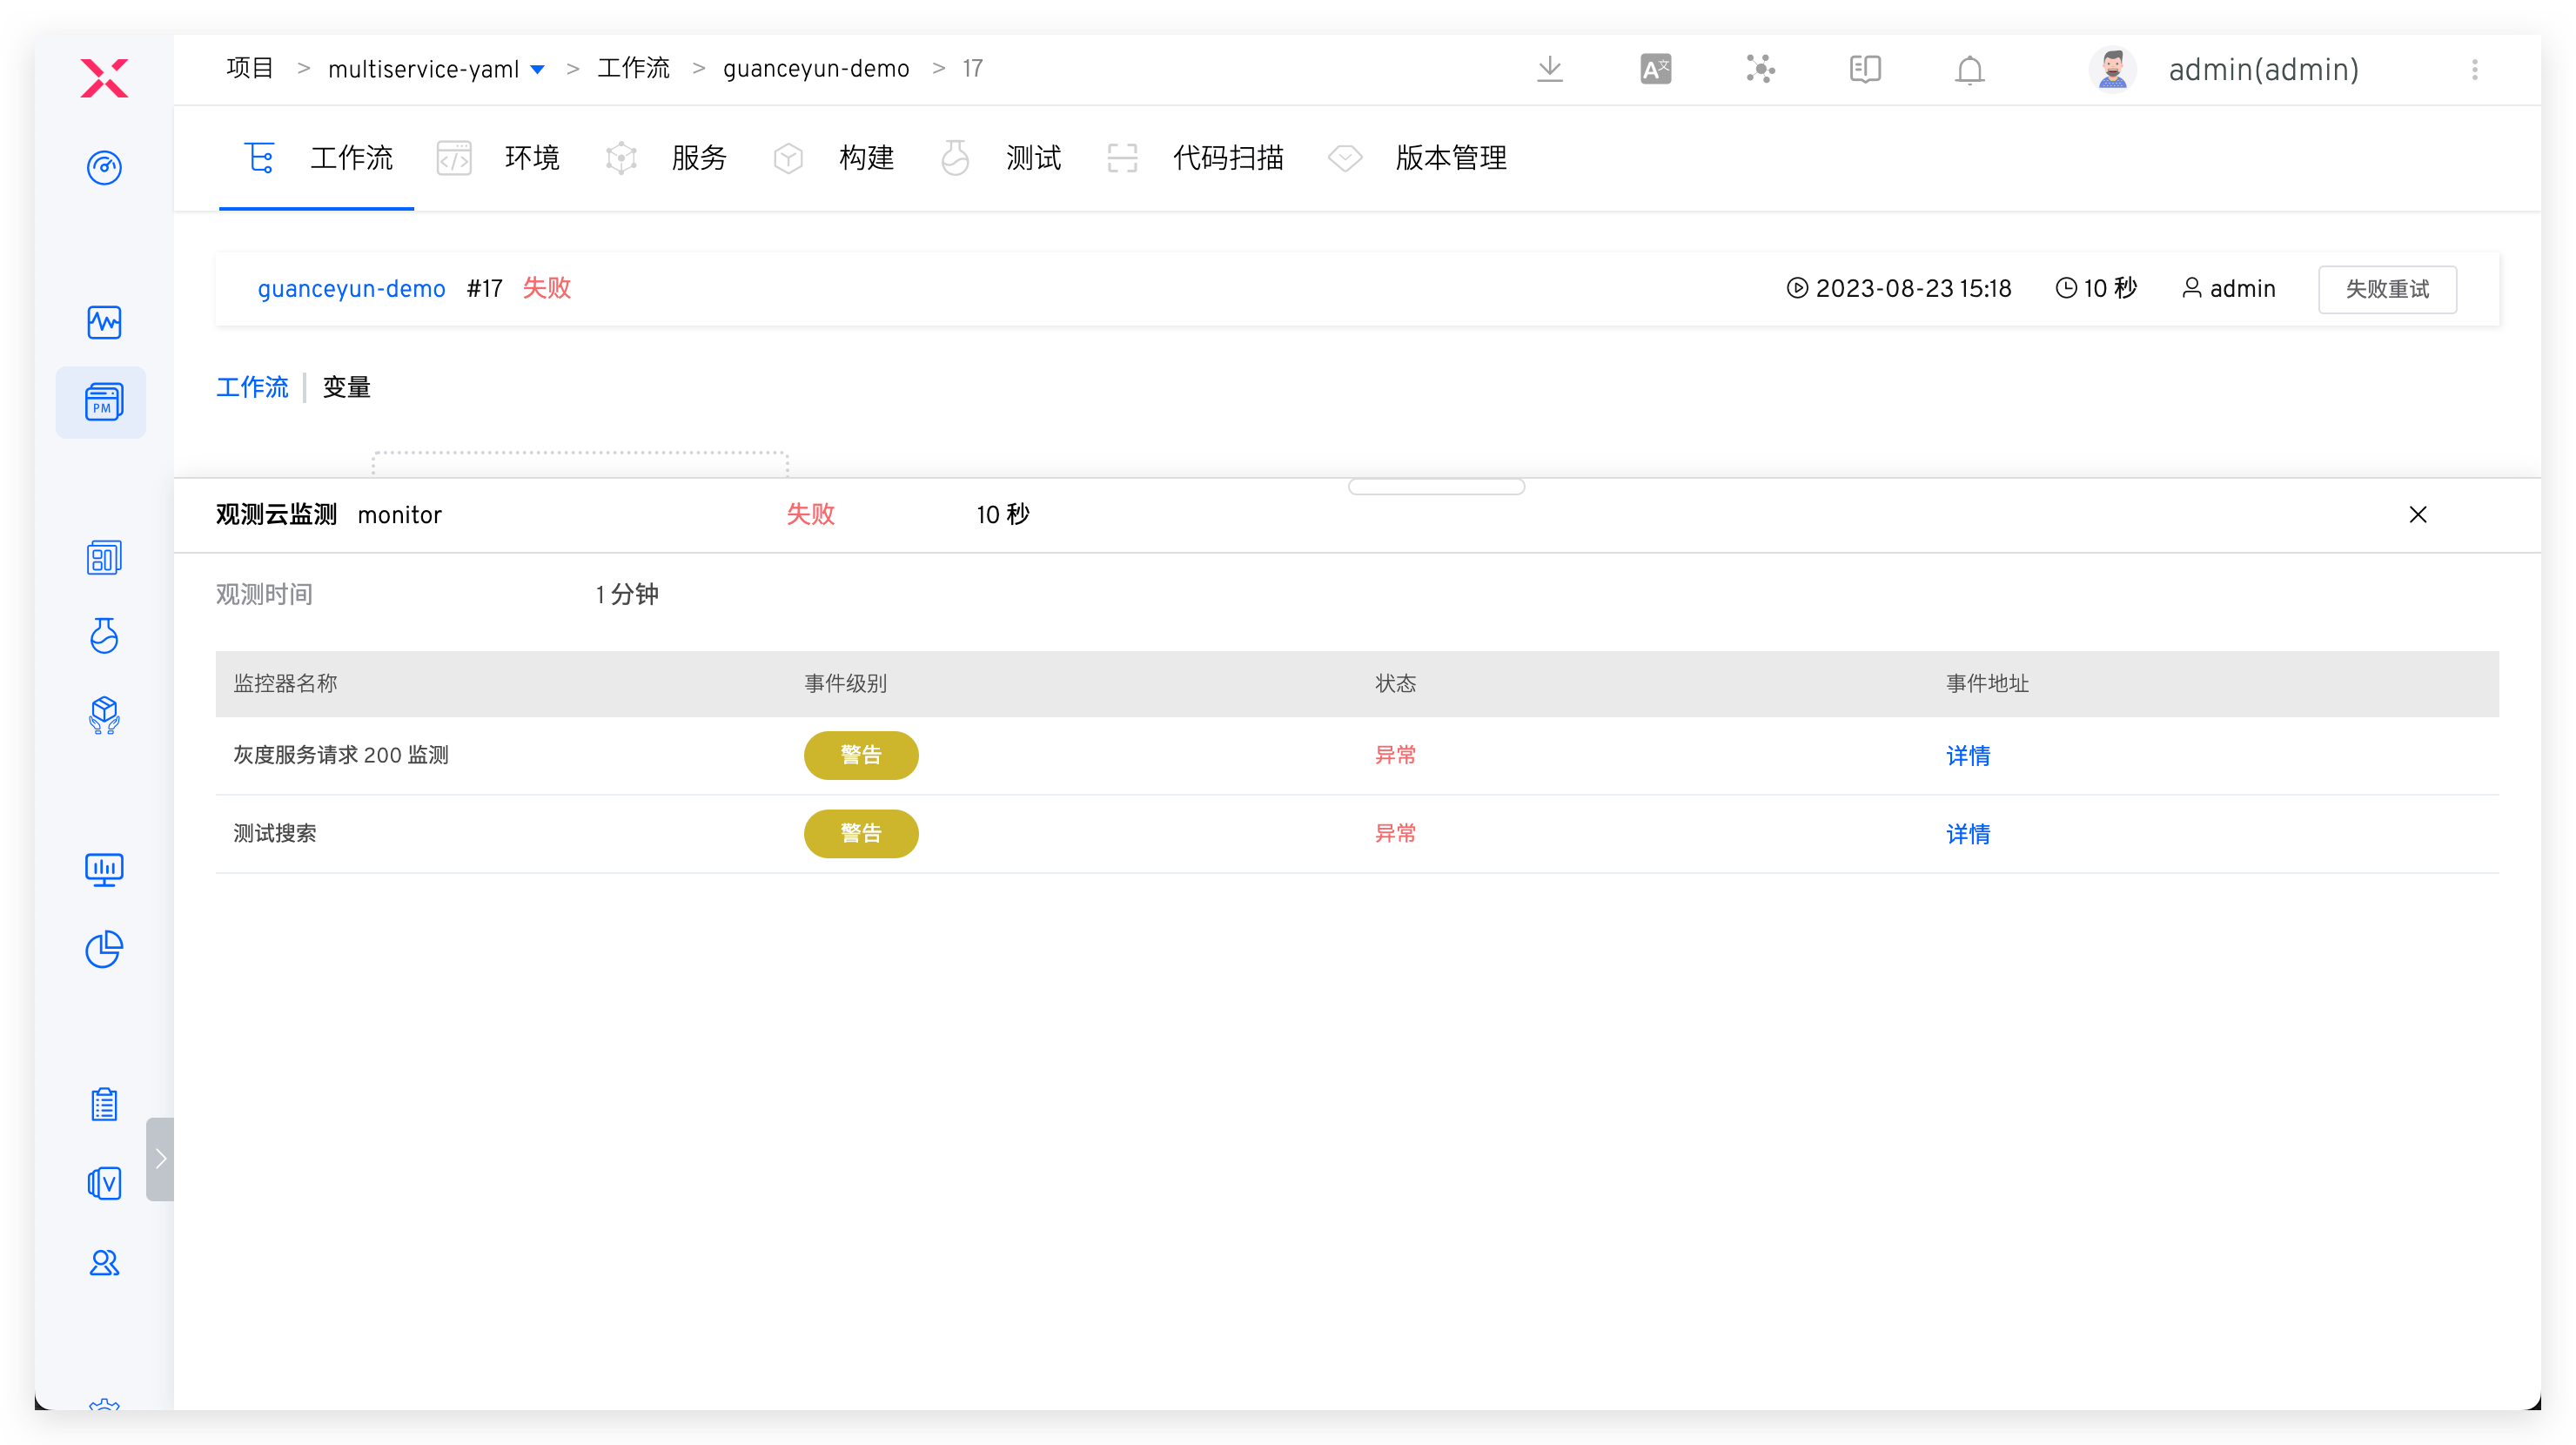 项目 > multiservice-yaml > 工作流 > guanceyun-demo > 17
A文
admin(admin)
工作流 环境 服务 构建 测试 代码扫描 版本管理
PM
guanceyun-demo #17 失败 2023-08-23 15:18 10 秒 admin 失败重试
工作流 变量
观测云监测 monitor 失败 10 秒
观测时间 1 分钟
监控器名称 事件级别 状态 事件地址
灰度服务请求 200 监测 警告 异常 详情
测试搜索 警告 异常 详情
V